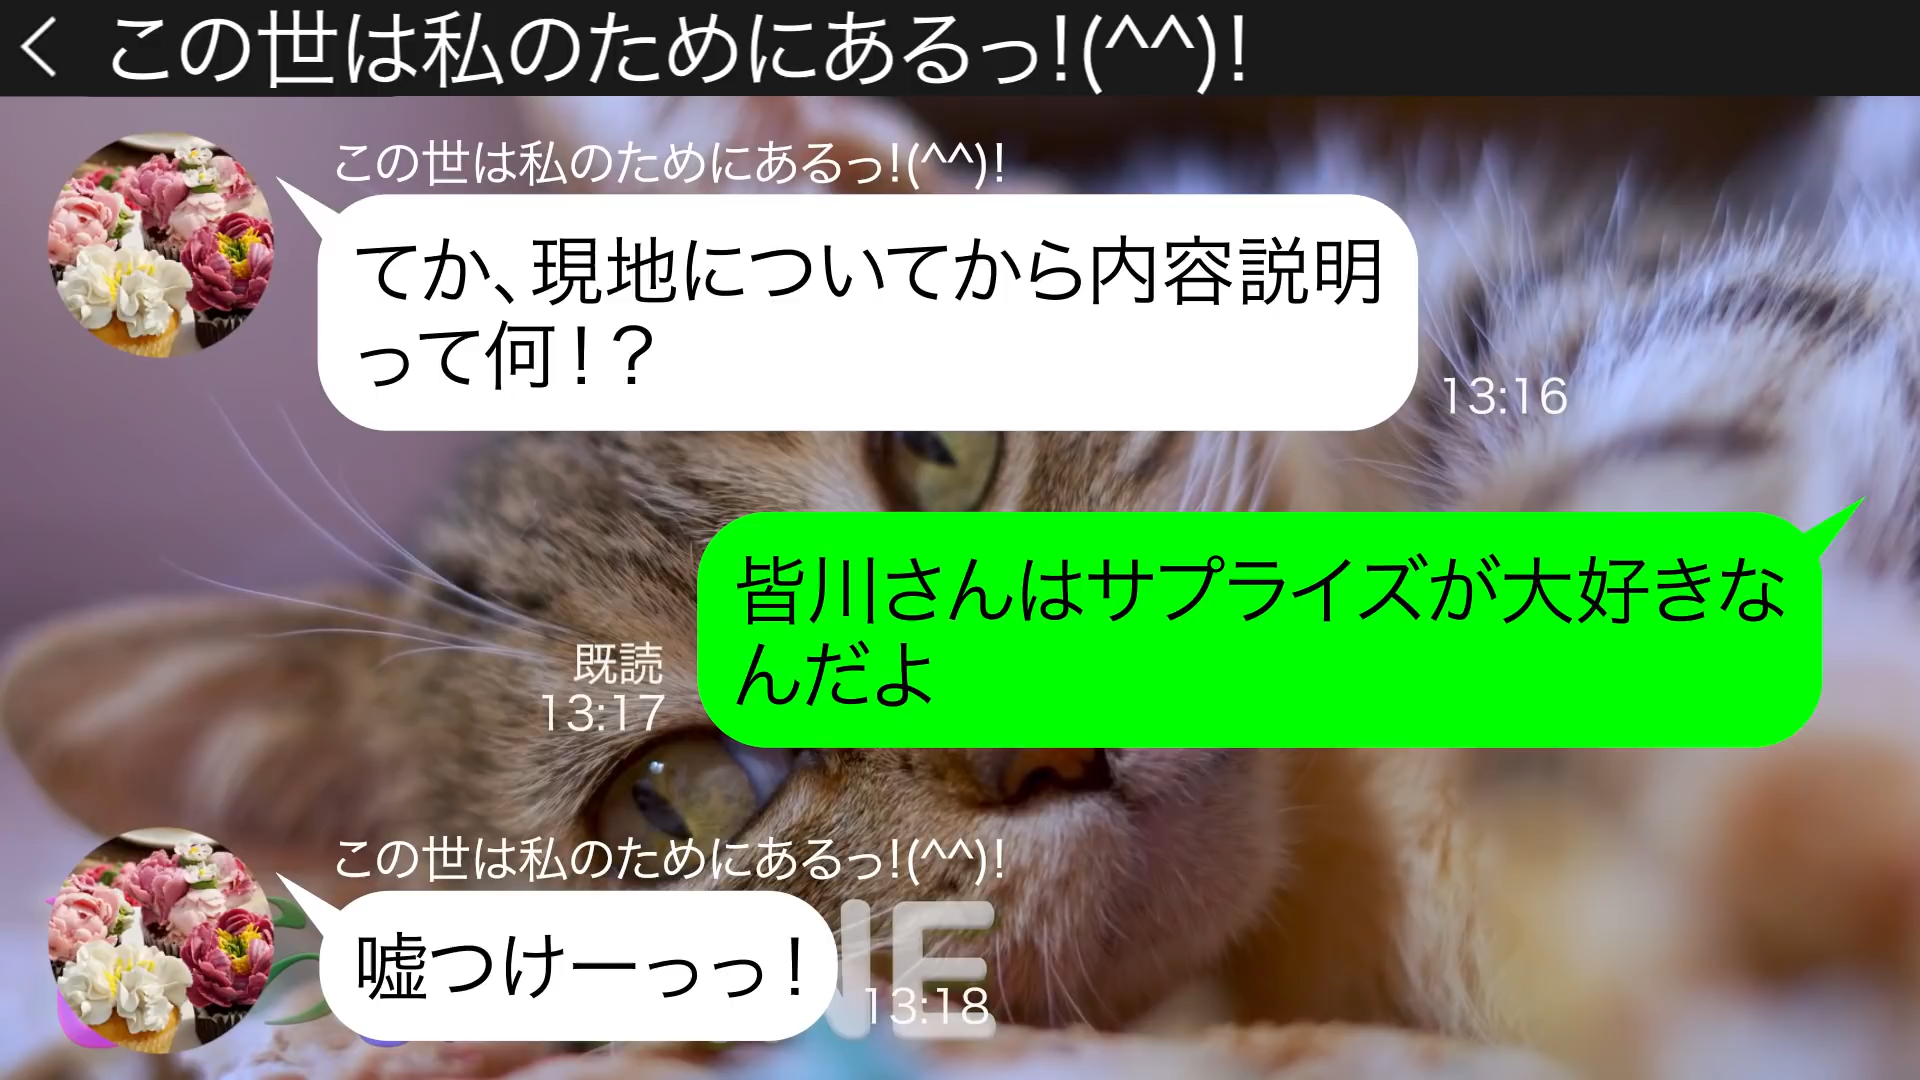 この世は私のためにあるっ!(^^)!
この世は私のためにあるっ!(^^)!
てか、現地についてから内容説明
って何！？
13:16
皆川さんはサプライズが大好きな
んだよ
既読
13:17
この世は私のためにあるっ!(^^)!
嘘つけーっっ！
13:18
NE